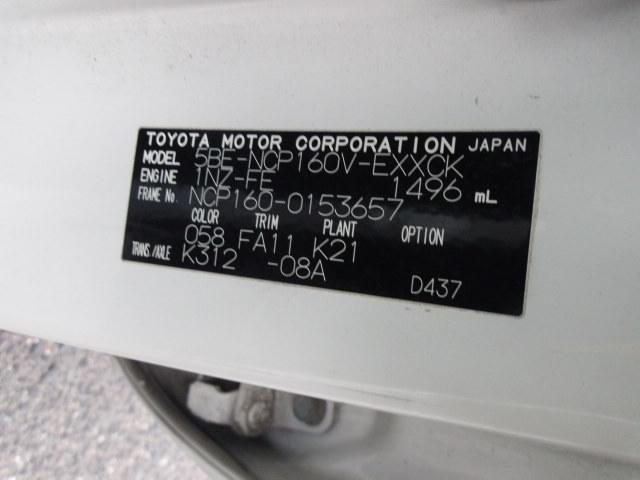 TOYOTA MOTOR CORPORATION JAPAN
MODEL 5BE-NCP160V-EXXCK
ENGINE 1NZ-FE 1496 mL
FRAME No. NCP160-0153657
COLOR TRIM PLANT OPTION
058 FA11 K21
TRANS./AXLE K312 -08A
D437